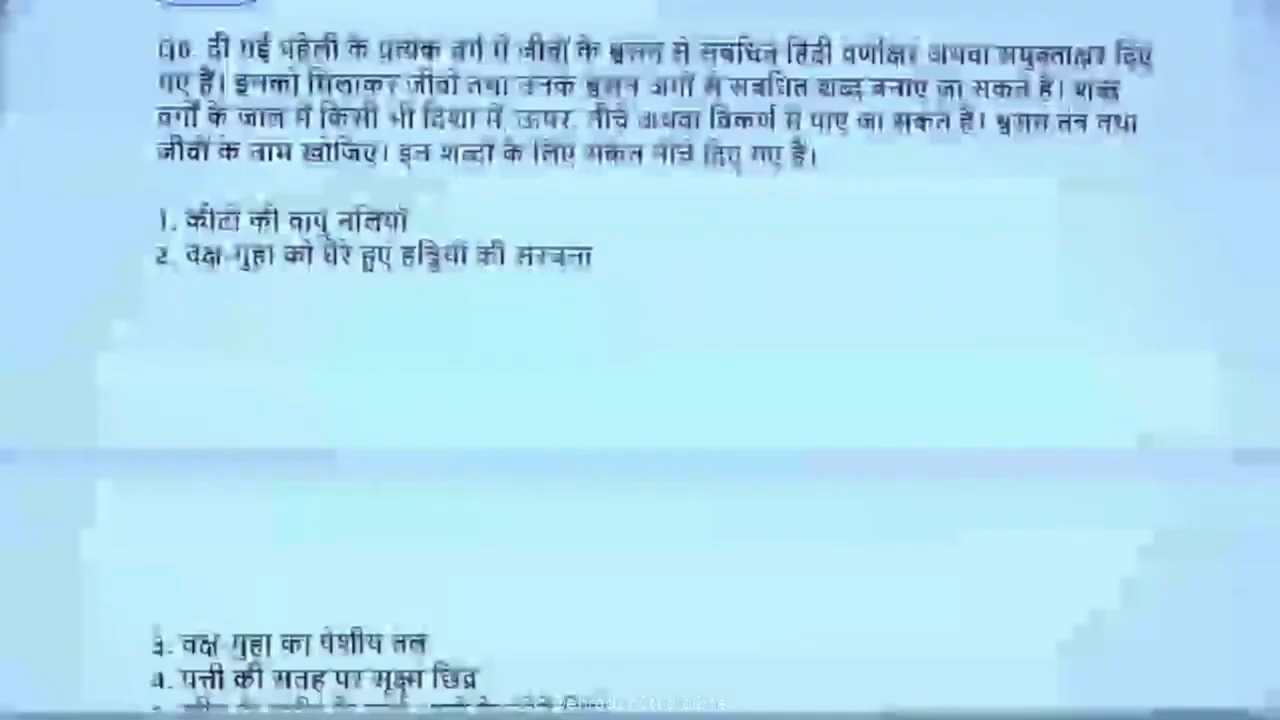 Q8. दी गई पहेली के प्रत्येक वर्ग में जीवों के श्वसन से संबंधित हिंदी वर्णाक्षर अथवा संयुक्ताक्षर दिए
गए हैं। इनको मिलाकर जीवों तथा उनके श्वसन अंगों से संबंधित शब्द बनाए जा सकते हैं। शब्द
वर्गों के जाल में किसी भी दिशा में, ऊपर, नीचे अथवा विकर्ण में पाए जा सकते हैं। श्वसन तंत्र तथा
जीवों के नाम खोजिए। इन शब्दों के लिए संकेत नीचे दिए गए हैं।
1. कीटों की वायु नलियाँ
2. वक्ष-गुहा को घेरे हुए हड्डियों की संरचना
3. वक्ष-गुहा का पेशीय तल
4. पत्ती की सतह पर सूक्ष्म छिद्र